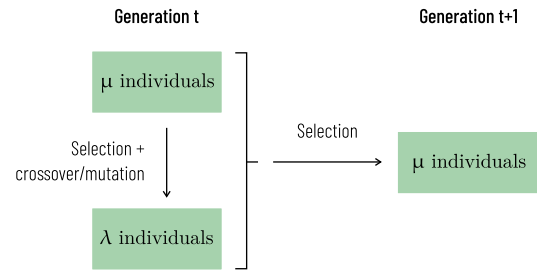 Generation t
Generation t+1
μ individuals
Selection
Selection +
crossover/mutation
μ individuals
λ individuals